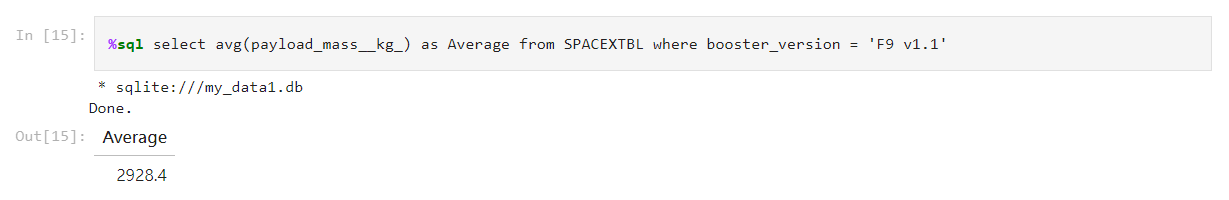 In [15]: %sql select avg(payload_mass__kg_) as Average from SPACEXTBL where booster_version = 'F9 v1.1'
* sqlite:///my_data1.db
Done.
Out[15]: Average
2928.4